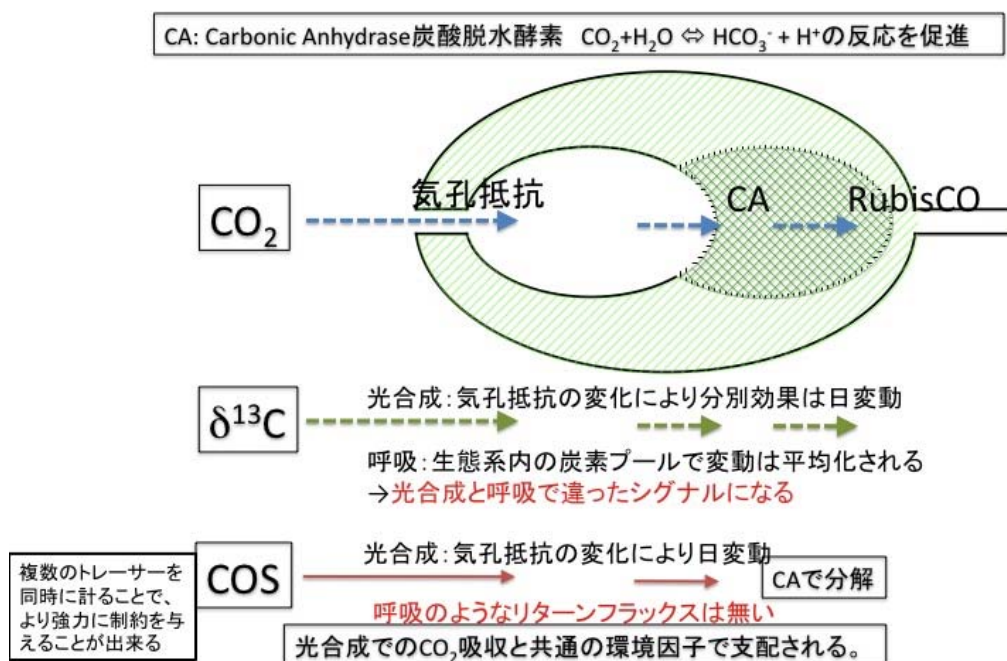 CA: Carbonic Anhydrase炭酸脱水酵素 CO₂+H₂O ⇔ HCO₃⁻ + H⁺の反応を促進
気孔抵抗
CA
RubisCO
CO₂
光合成:気孔抵抗の変化により分別効果は日変動
δ¹³C
呼吸:生態系内の炭素プールで変動は平均化される
→光合成と呼吸で違ったシグナルになる
光合成:気孔抵抗の変化により日変動
COS
CAで分解
呼吸のようなリターンフラックスは無い
光合成でのCO₂吸収と共通の環境因子で支配される。
複数のトレーサーを
同時に計ることで、
より強力に制約を与
えることが出来る